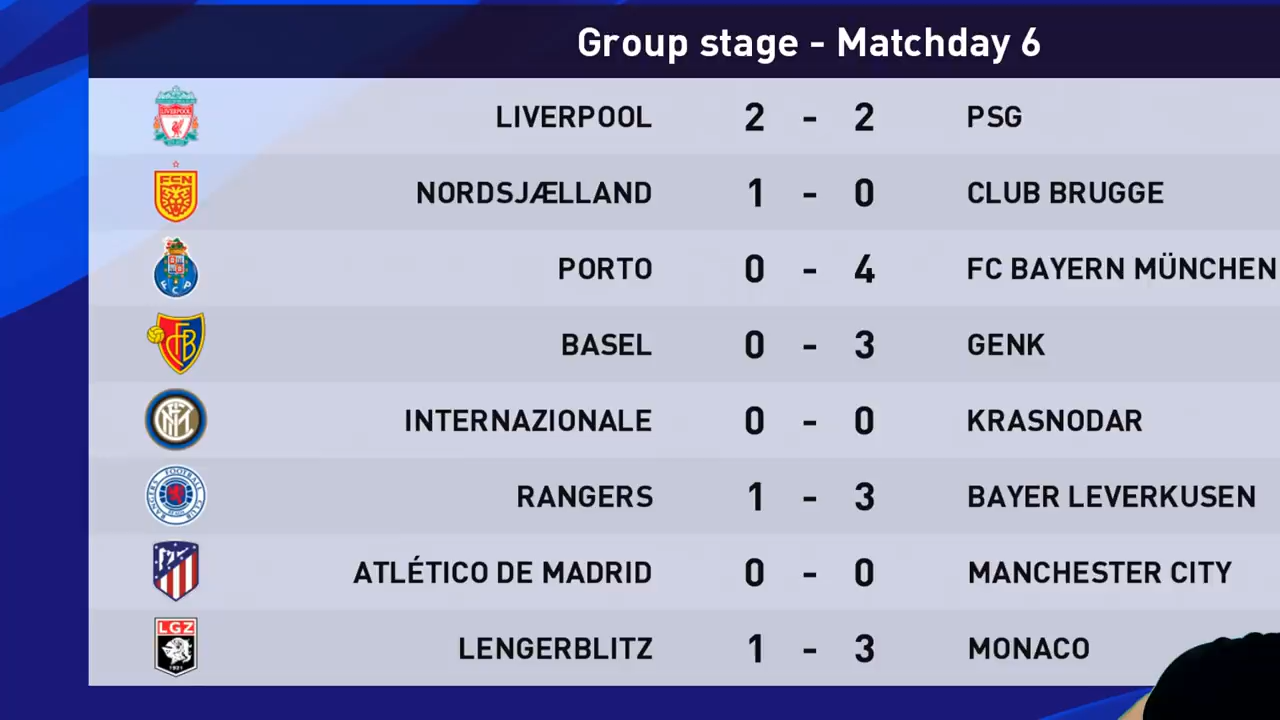 Group stage - Matchday 6
LIVERPOOL 2 - 2 PSG
NORDSJÆLLAND 1 - 0 CLUB BRUGGE
PORTO 0 - 4 FC BAYERN MÜNCHEN
BASEL 0 - 3 GENK
INTERNAZIONALE 0 - 0 KRASNODAR
RANGERS 1 - 3 BAYER LEVERKUSEN
ATLÉTICO DE MADRID 0 - 0 MANCHESTER CITY
LGZ
1921
LENGERBLITZ 1 - 3 MONACO